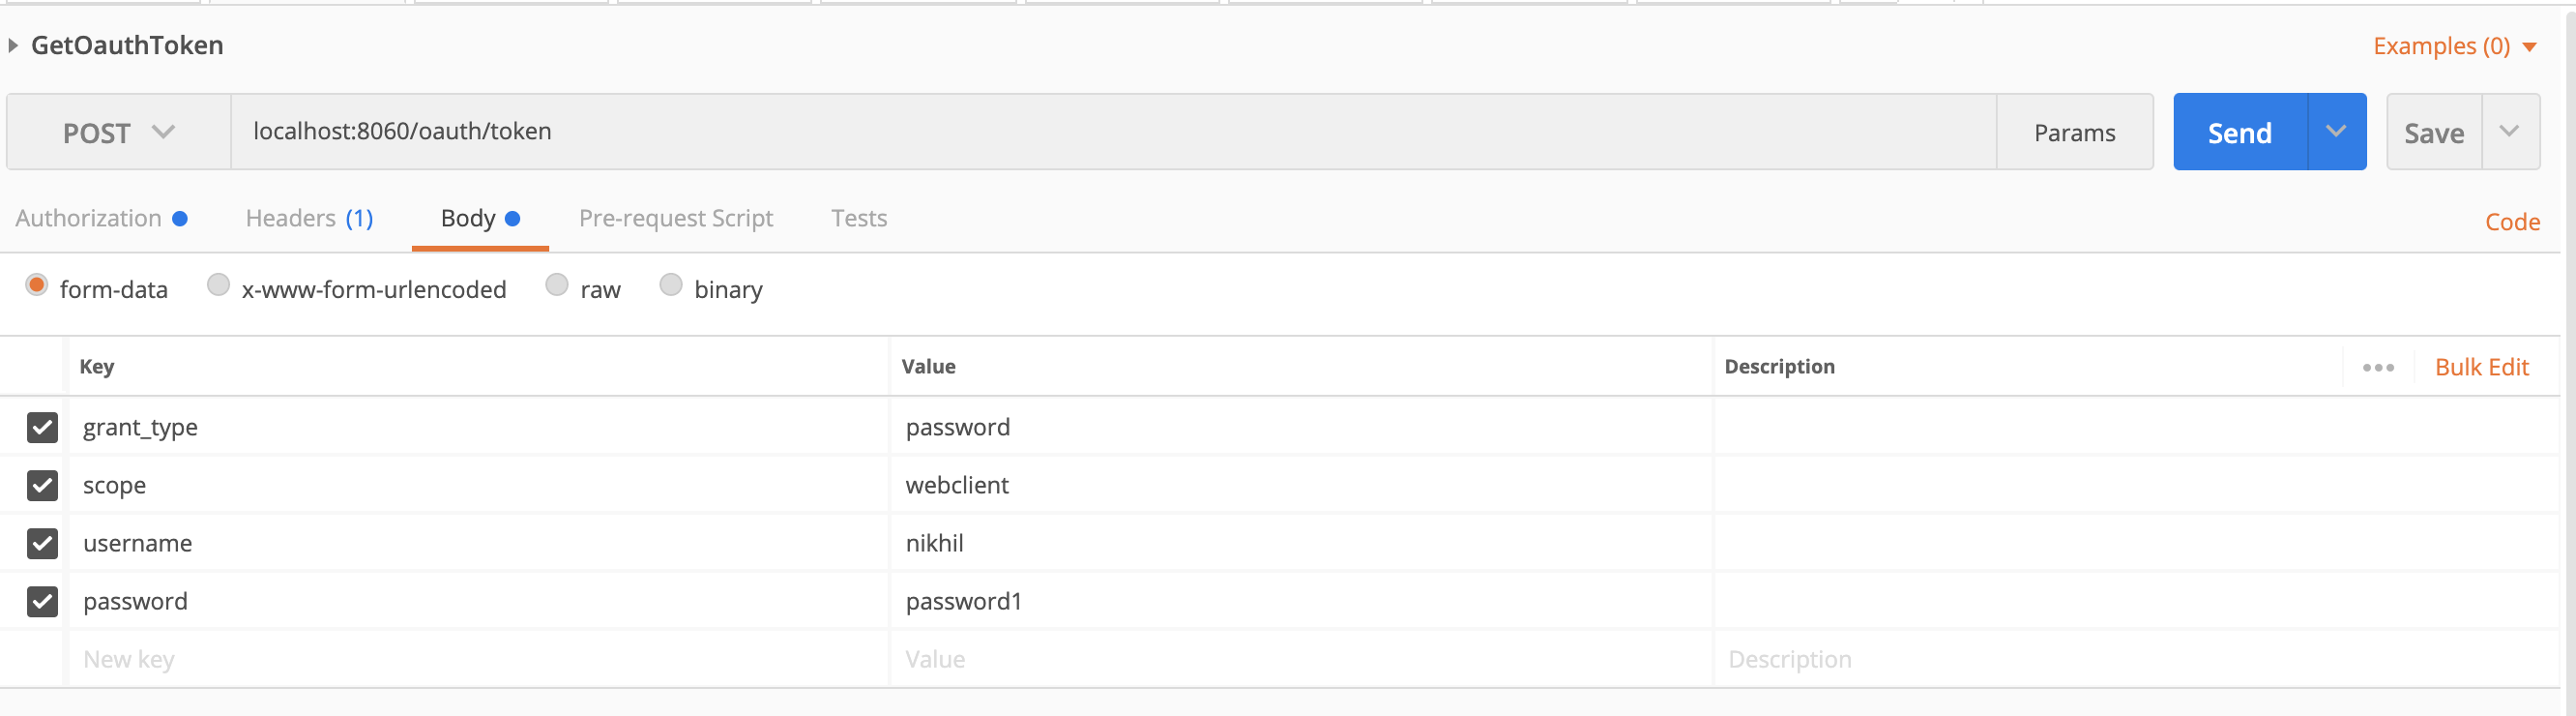 GetOauthToken Examples (0)
POST localhost:8060/oauth/token Params Send Save
Authorization Headers (1) Body Pre-request Script Tests Code
form-data x-www-form-urlencoded raw binary
Key Value Description ••• Bulk Edit
grant_type password
scope webclient
username nikhil
password password1
New key Value Description